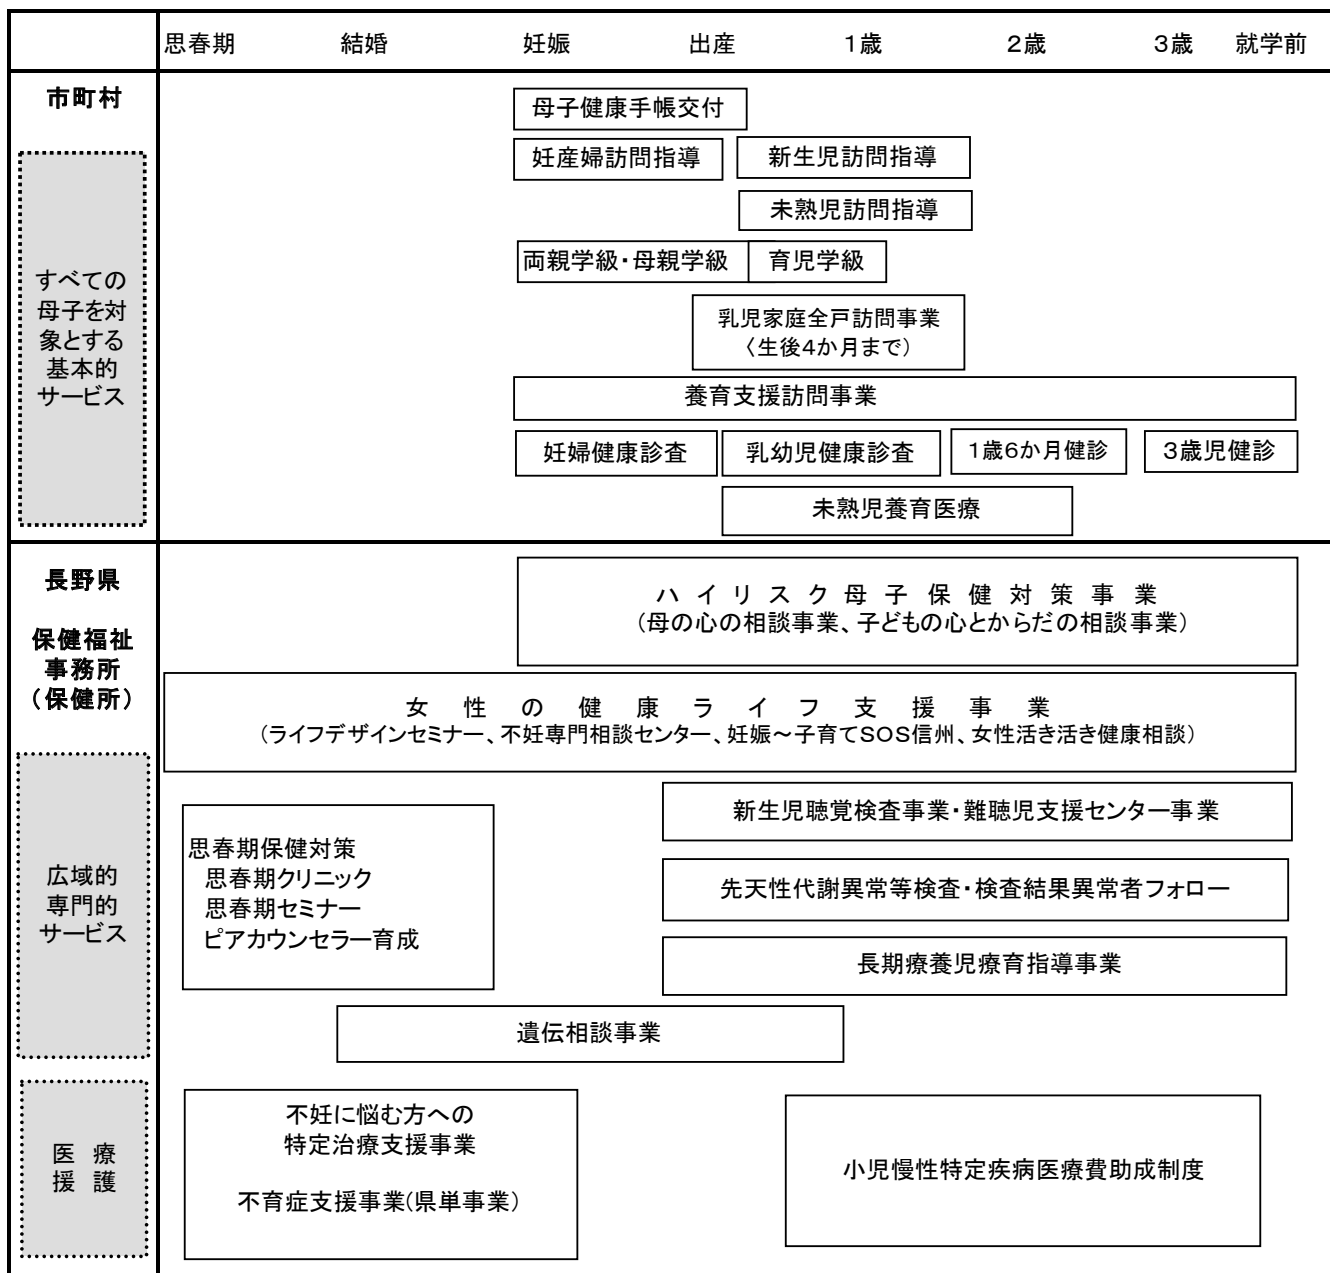 思春期 結婚 妊娠 出産 1歳 2歳 3歳 就学前
市町村
すべての
母子を対
象とする
基本的
サービス
母子健康手帳交付
妊産婦訪問指導 新生児訪問指導
未熟児訪問指導
両親学級・母親学級 育児学級
乳児家庭全戸訪問事業
〈生後4か月まで〉
養育支援訪問事業
妊婦健康診査 乳幼児健康診査 1歳6か月健診 3歳児健診
未熟児養育医療
長野県
保健福祉
事務所
(保健所)
ハイリスク母子保健対策事業
(母の心の相談事業、子どもの心とからだの相談事業)
女性の健康ライフ支援事業
(ライフデザインセミナー、不妊専門相談センター、妊娠~子育てSOS信州、女性活き活き健康相談)
広域的
専門的
サービス
思春期保健対策
思春期クリニック
思春期セミナー
ピアカウンセラー育成
新生児聴覚検査事業・難聴児支援センター事業
先天性代謝異常等検査・検査結果異常者フォロー
長期療養児療育指導事業
遺伝相談事業
医療
援護
不妊に悩む方への
特定治療支援事業
不育症支援事業(県単事業)
小児慢性特定疾病医療費助成制度